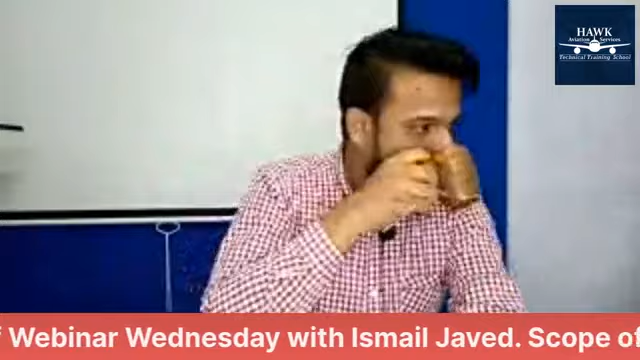 HAWK
Aviation Services
Technical Training School
Webinar Wednesday with Ismail Javed. Scope of